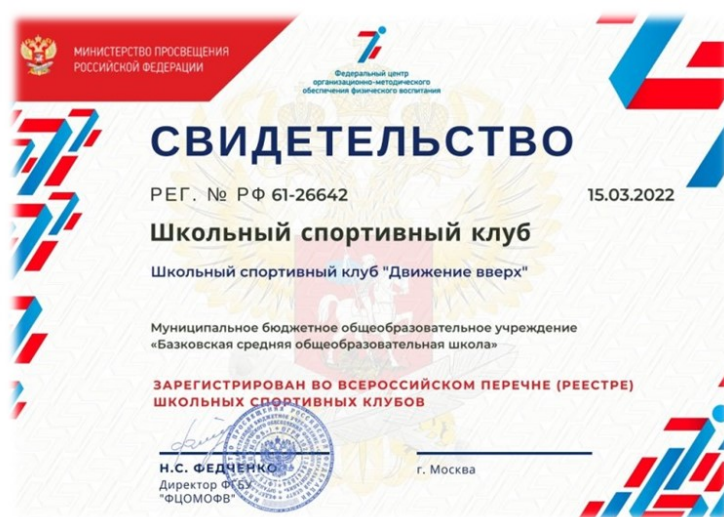 МИНИСТЕРСТВО ПРОСВЕЩЕНИЯ
РОССИЙСКОЙ ФЕДЕРАЦИИ
Федеральный центр
организационно-методического
обеспечения физического воспитания
СВИДЕТЕЛЬСТВО
РЕГ. № РФ 61-26642
15.03.2022
Школьный спортивный клуб
Школьный спортивный клуб "Движение вверх"
Муниципальное бюджетное общеобразовательное учреждение
«Базковская средняя общеобразовательная школа»
ЗАРЕГИСТРИРОВАН ВО ВСЕРОССИЙСКОМ ПЕРЕЧНЕ (РЕЕСТРЕ)
ШКОЛЬНЫХ СПОРТИВНЫХ КЛУБОВ
Н.С. ФЕДЧЕНКО
г. Москва
Директор ФГБУ
"ФЦОМОФВ"